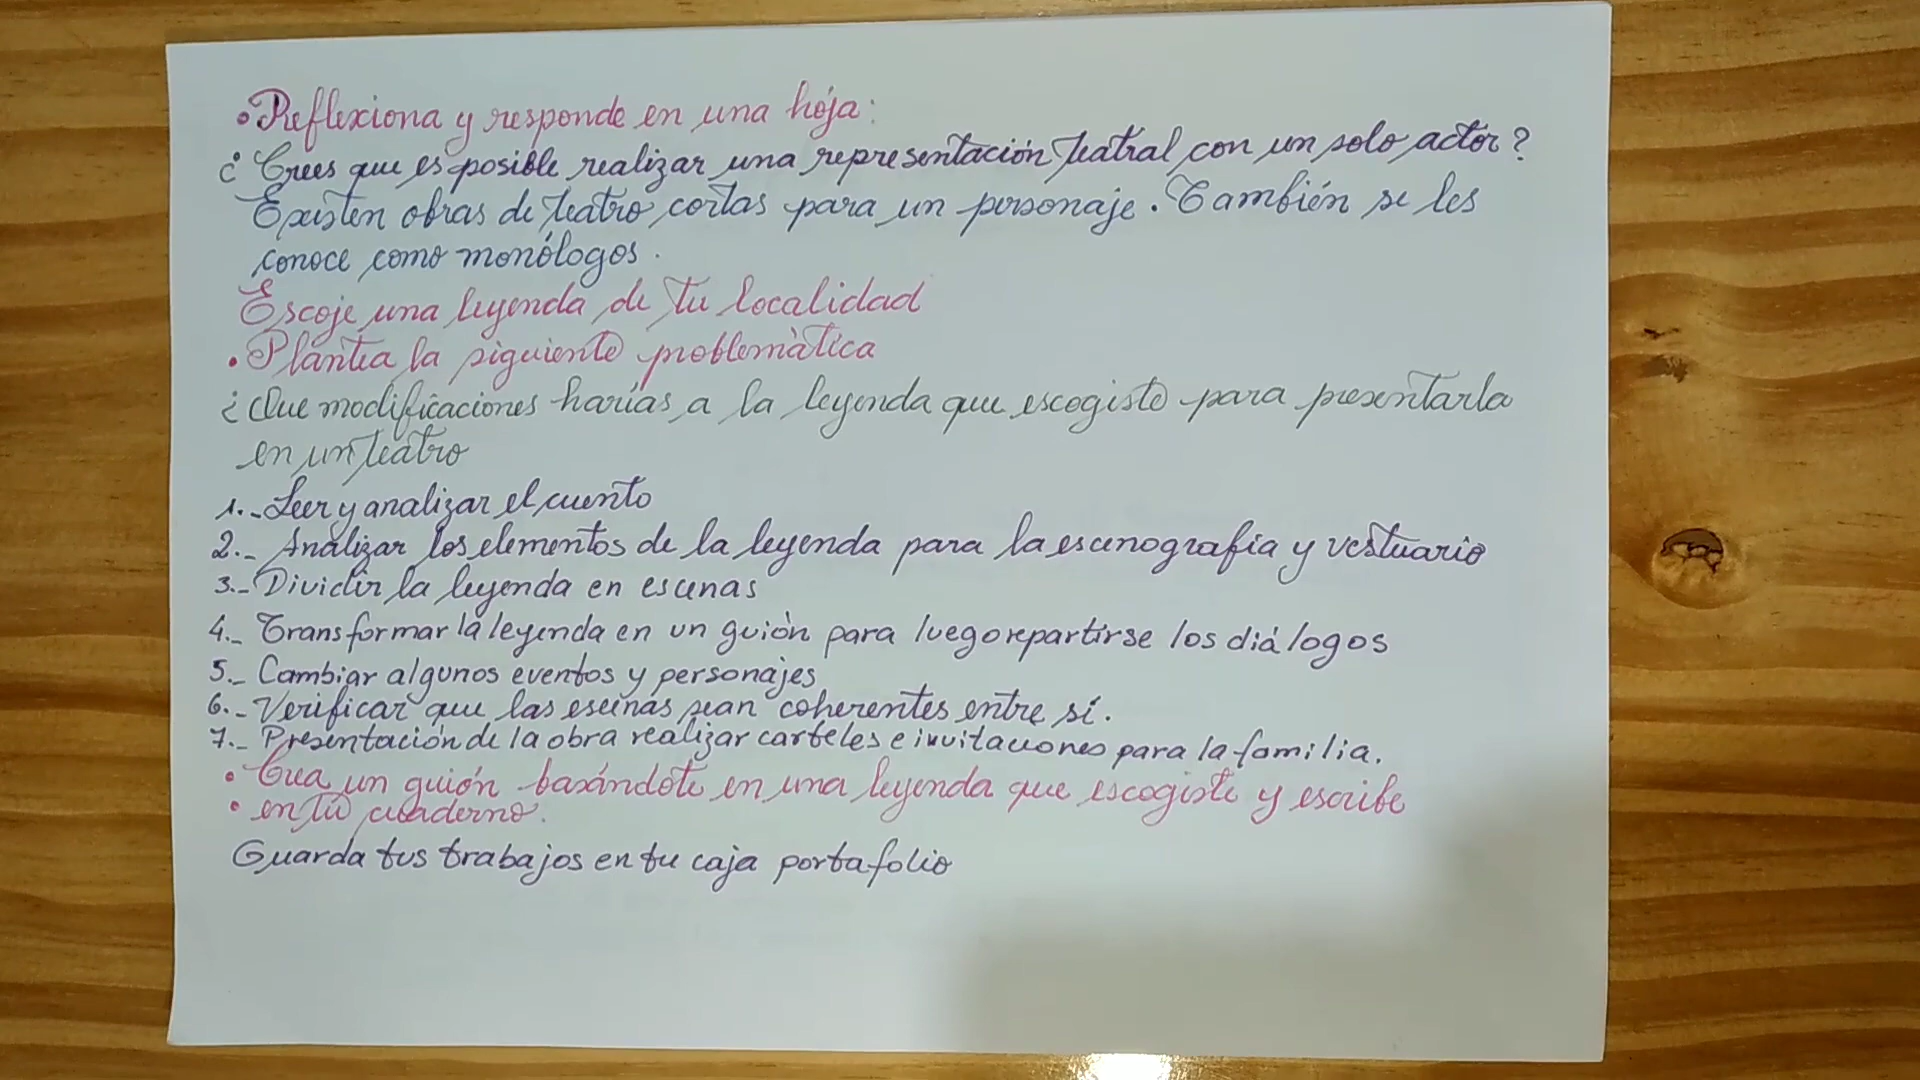 • Reflexiona y responde en una hója:
¿ Crees que es posible realizar una representación teatral con un solo actor?
Existen obras de teatro cortas para un personaje. También se les
conoce como monólogos.
Escoje una leyenda de tu localidad
• Plantea la siguiente problemàtica
¿Que modificaciones harías a la leyenda que escogiste para presentarla
en un teatro
1.- Leer y analizar el cuento
2.- Análizar los elementos de la leyenda para la escenografía y vestuario
3.- Dividir la leyenda en escenas
4.- Transformar la leyenda en un guiòn para luego repartirse los diálogos
5.- Cambiar algunos eventos y personajes
6.- Verificar que las escenas sean coherentes entre sí.
7.- Presentación de la obra realizar carteles e invitaciones para la familia.
• Crea un guión basándote en una leyenda que escogiste y escribe
• en tu cuaderno.
Guarda tus trabajos en tu caja portafolio